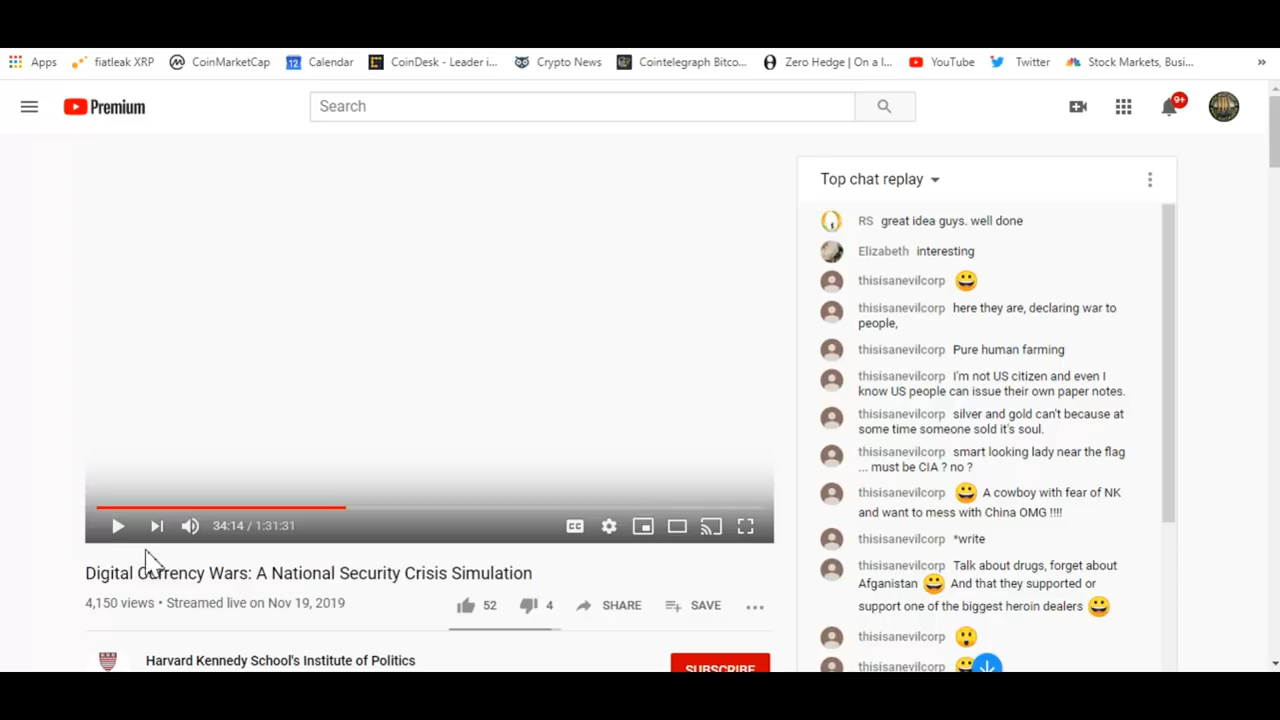 Apps fiatleak XRP CoinMarketCap 12 Calendar CoinDesk - Leader i... Crypto News Cointelegraph Bitco... Zero Hedge | On a l... YouTube Twitter Stock Markets, Busi... »
Premium Search 9+
Top chat replay
RS great idea guys. well done
Elizabeth interesting
thisisanevilcorp 😀
thisisanevilcorp here they are, declaring war to
people,
thisisanevilcorp Pure human farming
thisisanevilcorp I'm not US citizen and even I
know US people can issue their own paper notes.
thisisanevilcorp silver and gold can't because at
some time someone sold it's soul.
thisisanevilcorp smart looking lady near the flag
... must be CIA ? no ?
thisisanevilcorp 😀 A cowboy with fear of NK
and want to mess with China OMG !!!!
thisisanevilcorp *write
thisisanevilcorp Talk about drugs, forget about
Afganistan 😀 And that they supported or
support one of the biggest heroin dealers 😀
thisisanevilcorp 😮
thisisanevilcorp
34:14 / 1:31:31 CC
Digital Currency Wars: A National Security Crisis Simulation
4,150 views • Streamed live on Nov 19, 2019
52 4 SHARE SAVE ...
Harvard Kennedy School's Institute of Politics
SUBSCRIBE